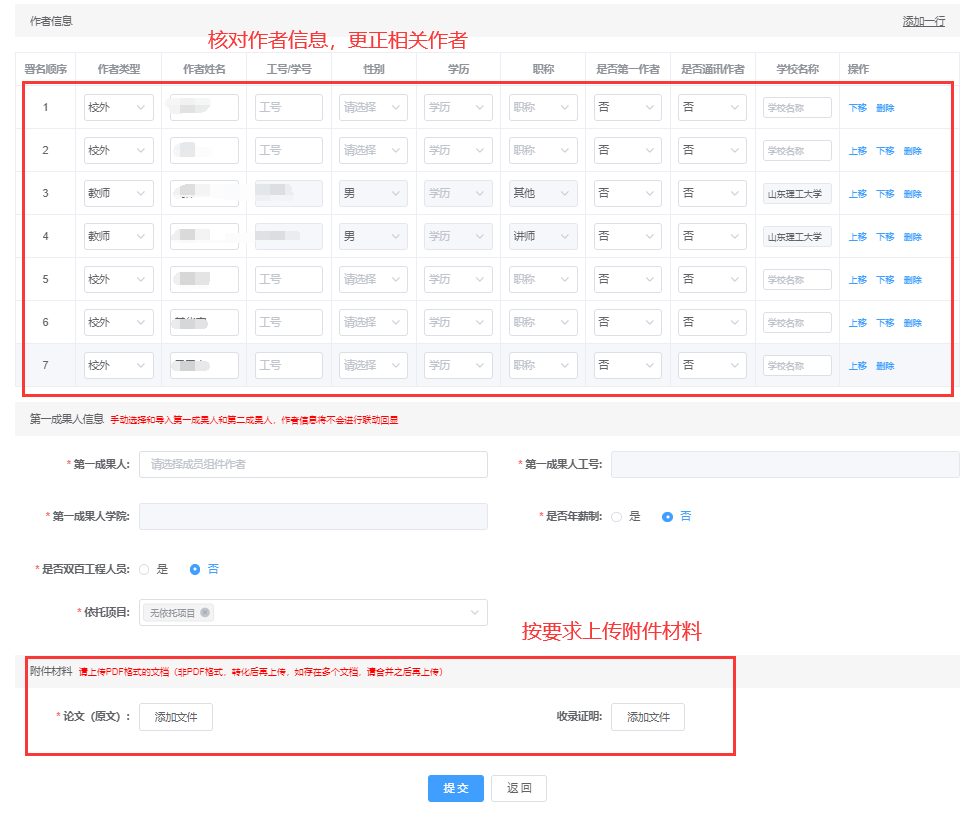 作者信息 添加一行
核对作者信息，更正相关作者
署名顺序 作者类型 作者姓名 工号/学号 性别 学历 职称 是否第一作者 是否通讯作者 学校名称 操作
1 校外 工号 请选择 学历 职称 否 否 学校名称 下移 删除
2 校外 工号 请选择 学历 职称 否 否 学校名称 上移 下移 删除
3 教师 男 学历 其他 否 否 山东理工大学 上移 下移 删除
4 教师 男 学历 讲师 否 否 山东理工大学 上移 下移 删除
5 校外 工号 请选择 学历 职称 否 否 学校名称 上移 下移 删除
6 校外 工号 请选择 学历 职称 否 否 学校名称 上移 下移 删除
7 校外 工号 请选择 学历 职称 否 否 学校名称 上移 删除
第一成果人信息 手动选择和导入第一成果人和第二成果人，作者信息将不会进行联动回显
*第一成果人: 请选择成员组件作者 *第一成果人工号:
*第一成果人学院: *是否年薪制: 是 否
*是否双百工程人员: 是 否
*依托项目: 无依托项目
按要求上传附件材料
附件材料 请上传PDF格式的文档（非PDF格式，转化后再上传，如存在多个文档，请合并之后再上传）
*论文（原文）: 添加文件 收录证明: 添加文件
提交 返回